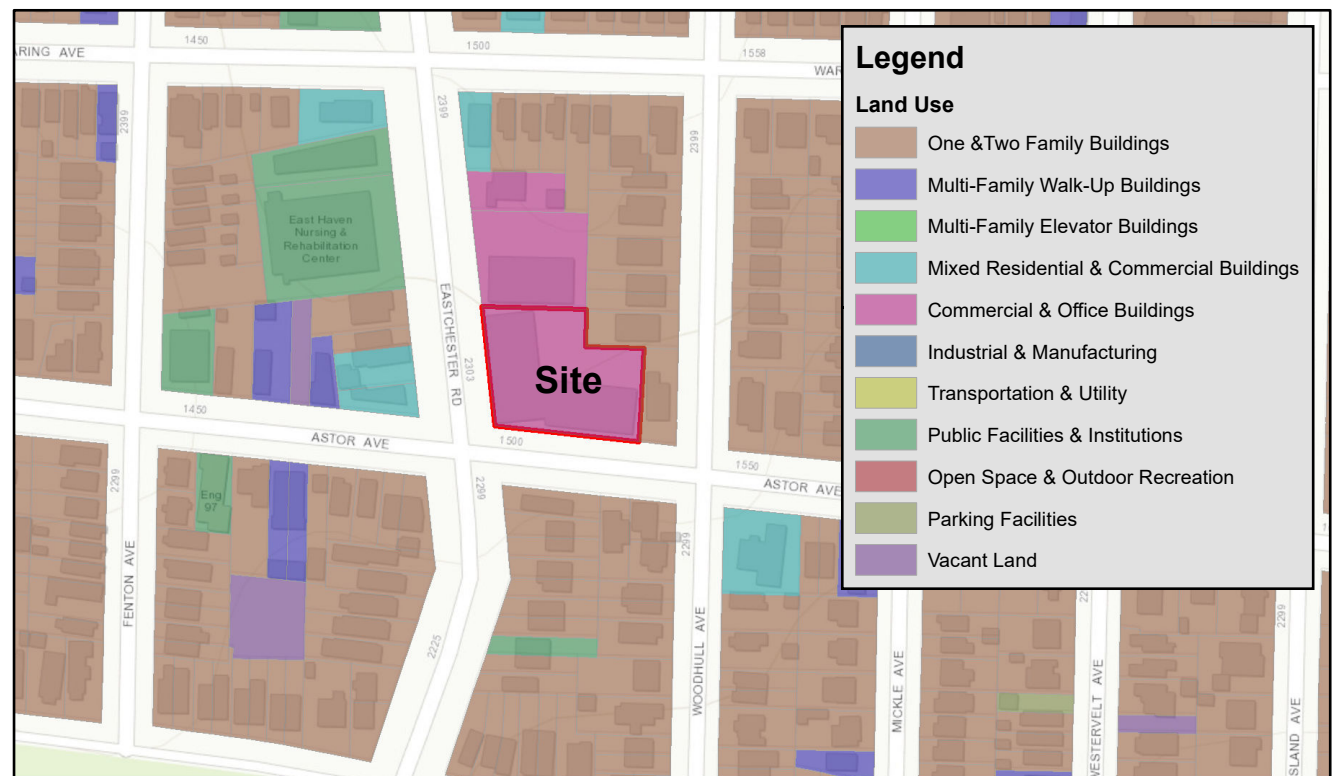 ARING AVE
1450
1500
1558
WAR
2399
2399
2399
East Haven
Nursing &
Rehabilitation
Center
EASTCHESTER RD
2303
Site
1450
ASTOR AVE
1500
1550
ASTOR AVE
2299
2299
2299
Eng
97
FENTON AVE
2225
WOODHULL AVE
MICKLE AVE
WESTERVELT AVE
2299
SLAND AVE
Legend
Land Use
One &Two Family Buildings
Multi-Family Walk-Up Buildings
Multi-Family Elevator Buildings
Mixed Residential & Commercial Buildings
Commercial & Office Buildings
Industrial & Manufacturing
Transportation & Utility
Public Facilities & Institutions
Open Space & Outdoor Recreation
Parking Facilities
Vacant Land